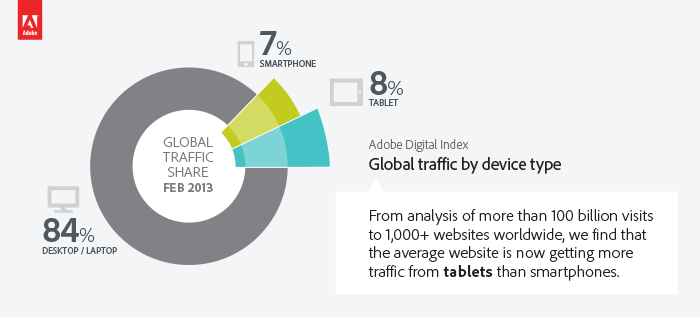 Adobe
7%
SMARTPHONE
8%
TABLET
GLOBAL
TRAFFIC
SHARE
FEB 2013
84%
DESKTOP / LAPTOP
Adobe Digital Index
Global traffic by device type
From analysis of more than 100 billion visits
to 1,000+ websites worldwide, we find that
the average website is now getting more
traffic from tablets than smartphones.